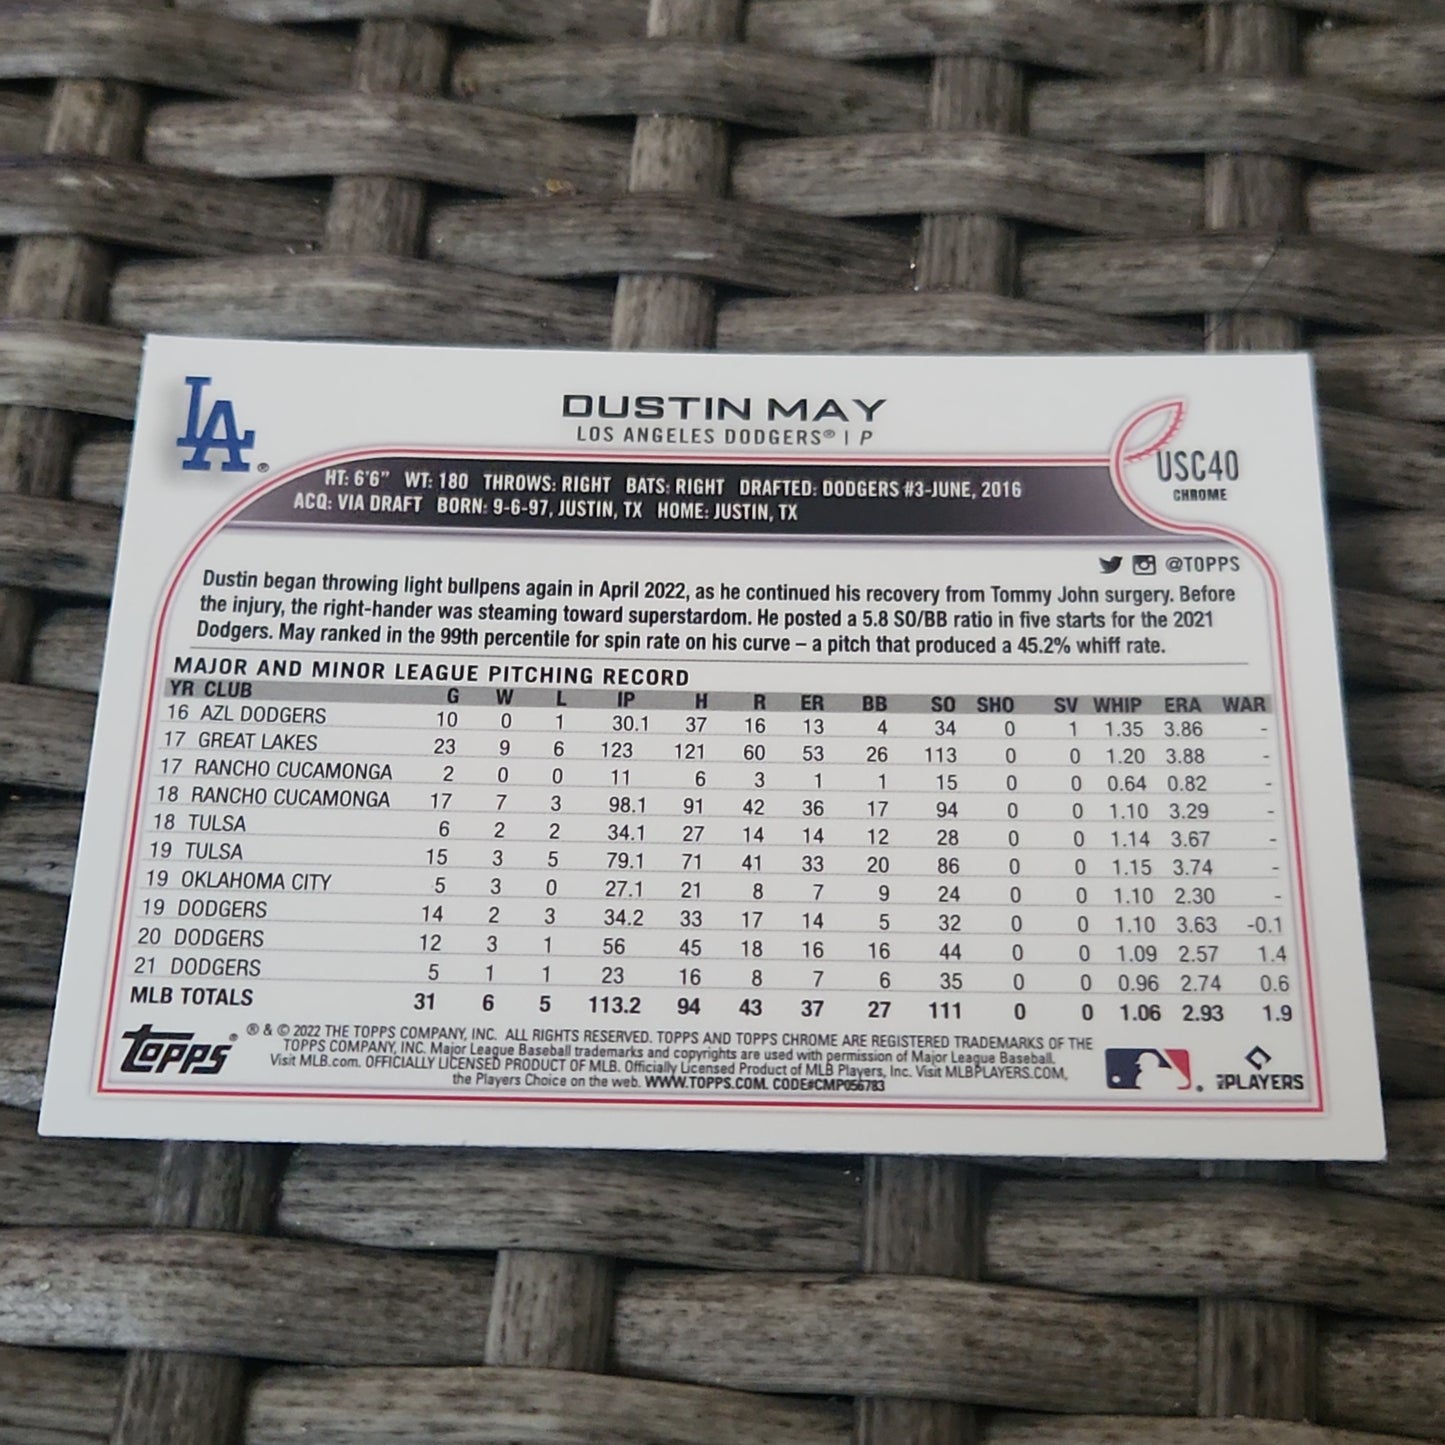 LA®
DUSTIN MAY
LOS ANGELES DODGERS® | P
USC40
CHROME
HT: 6'6" WT: 180 THROWS: RIGHT BATS: RIGHT DRAFTED: DODGERS #3-JUNE, 2016
ACQ: VIA DRAFT BORN: 9-6-97, JUSTIN, TX HOME: JUSTIN, TX
@TOPPS
Dustin began throwing light bullpens again in April 2022, as he continued his recovery from Tommy John surgery. Before
the injury, the right-hander was steaming toward superstardom. He posted a 5.8 SO/BB ratio in five starts for the 2021
Dodgers. May ranked in the 99th percentile for spin rate on his curve – a pitch that produced a 45.2% whiff rate.
MAJOR AND MINOR LEAGUE PITCHING RECORD
YR CLUB G W L IP H R ER BB SO SHO SV WHIP ERA WAR
16 AZL DODGERS 10 0 1 30.1 37 16 13 4 34 0 1 1.35 3.86 -
17 GREAT LAKES 23 9 6 123 121 60 53 26 113 0 0 1.20 3.88 -
17 RANCHO CUCAMONGA 2 0 0 11 6 3 1 1 15 0 0 0.64 0.82 -
18 RANCHO CUCAMONGA 17 7 3 98.1 91 42 36 17 94 0 0 1.10 3.29 -
18 TULSA 6 2 2 34.1 27 14 14 12 28 0 0 1.14 3.67 -
19 TULSA 15 3 5 79.1 71 41 33 20 86 0 0 1.15 3.74 -
19 OKLAHOMA CITY 5 3 0 27.1 21 8 7 9 24 0 0 1.10 2.30 -
19 DODGERS 14 2 3 34.2 33 17 14 5 32 0 0 1.10 3.63 -0.1
20 DODGERS 12 3 1 56 45 18 16 16 44 0 0 1.09 2.57 1.4
21 DODGERS 5 1 1 23 16 8 7 6 35 0 0 0.96 2.74 0.6
MLB TOTALS 31 6 5 113.2 94 43 37 27 111 0 0 1.06 2.93 1.9
TOPPS®
® & © 2022 THE TOPPS COMPANY, INC. ALL RIGHTS RESERVED. TOPPS AND TOPPS CHROME ARE REGISTERED TRADEMARKS OF THE
TOPPS COMPANY, INC. Major League Baseball trademarks and copyrights are used with permission of Major League Baseball.
Visit MLB.com. OFFICIALLY LICENSED PRODUCT OF MLB. Officially Licensed Product of MLB Players, Inc. Visit MLBPLAYERS.COM,
the Players Choice on the web. WWW.TOPPS.COM. CODE#CMP056783
PLAYERS